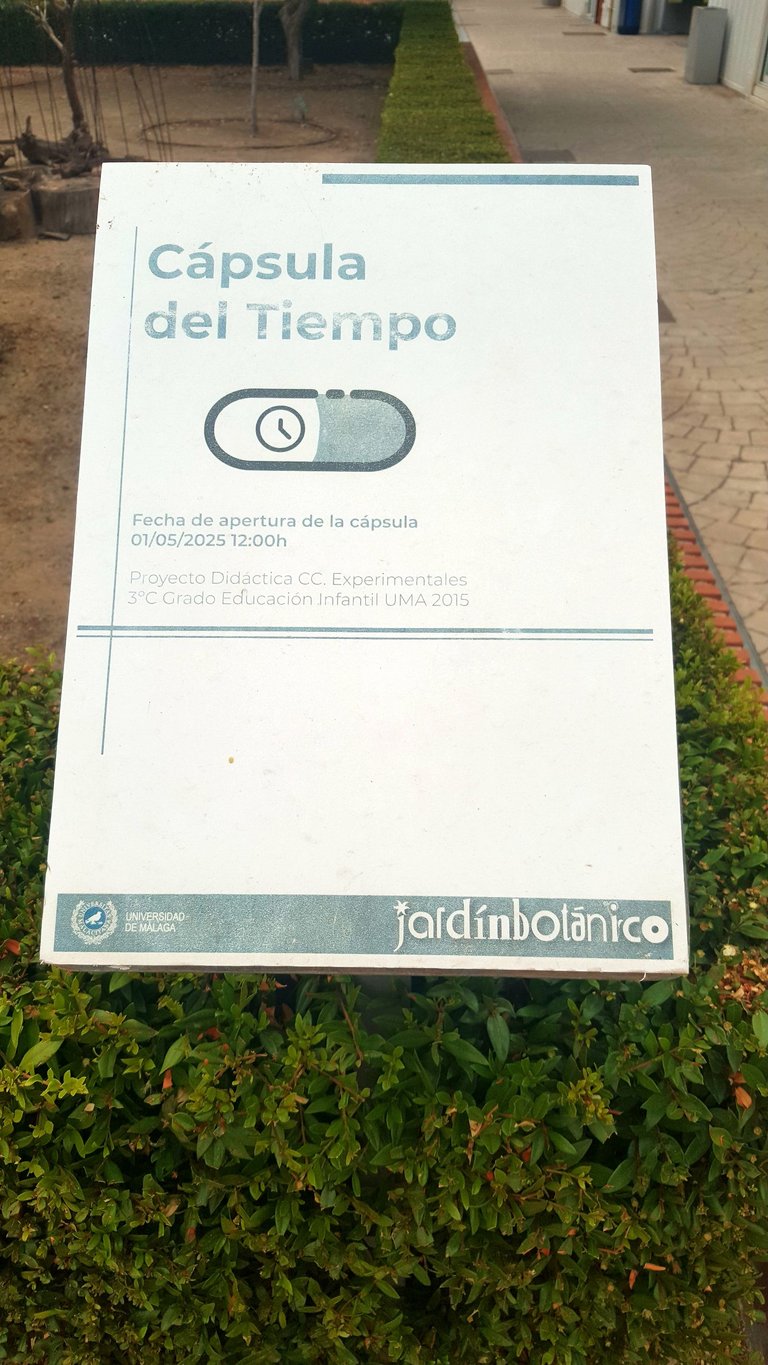 Cápsula
del Tiempo
Fecha de apertura de la cápsula
01/05/2025 12:00h
Proyecto Didáctica CC. Experimentales
3ºC Grado Educación Infantil UMA 2015
UNIVERSIDAD
DE MÁLAGA
jardínbotánico